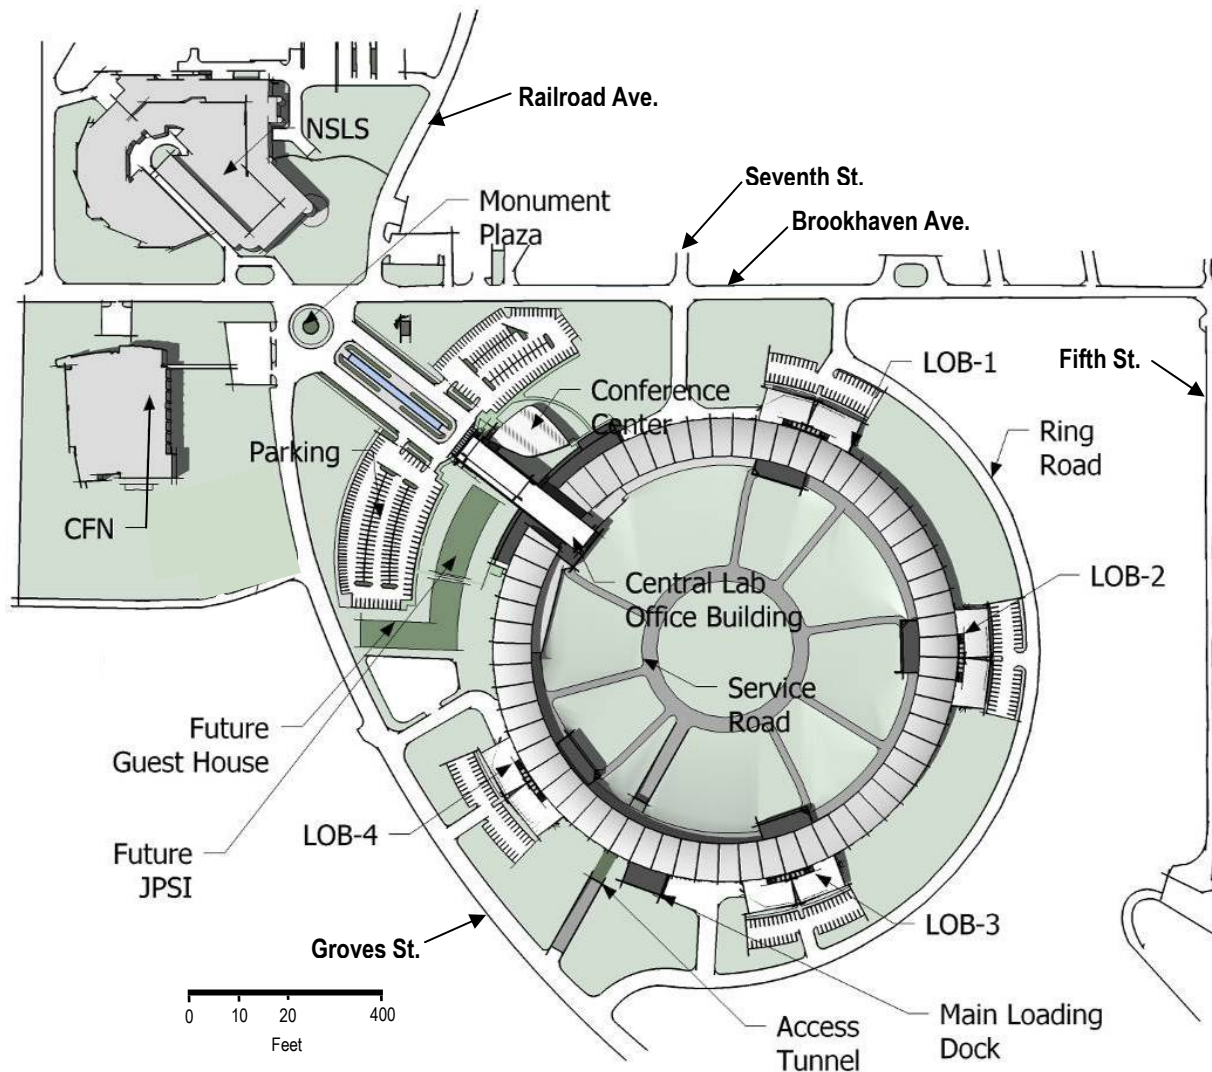 Railroad Ave.
NSLS
Seventh St.
Monument
Plaza
Brookhaven Ave.
LOB-1
Fifth St.
Conference
Center
Ring
Road
Parking
CFN
LOB-2
Central Lab
Office Building
Service
Road
Future
Guest House
LOB-4
Future
JPSI
LOB-3
Groves St.
0 10 20 400
Feet
Access
Tunnel
Main Loading
Dock